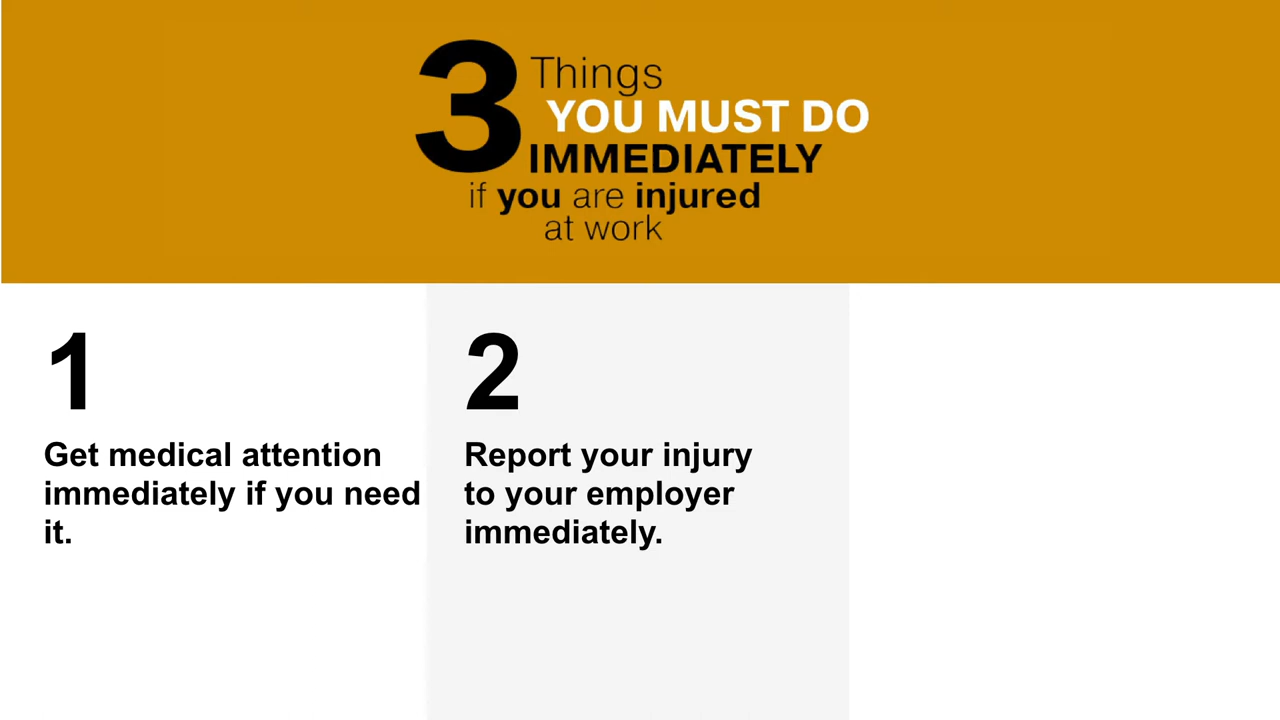 3 Things
YOU MUST DO
IMMEDIATELY
if you are injured
at work
1
Get medical attention
immediately if you need
it.
2
Report your injury
to your employer
immediately.